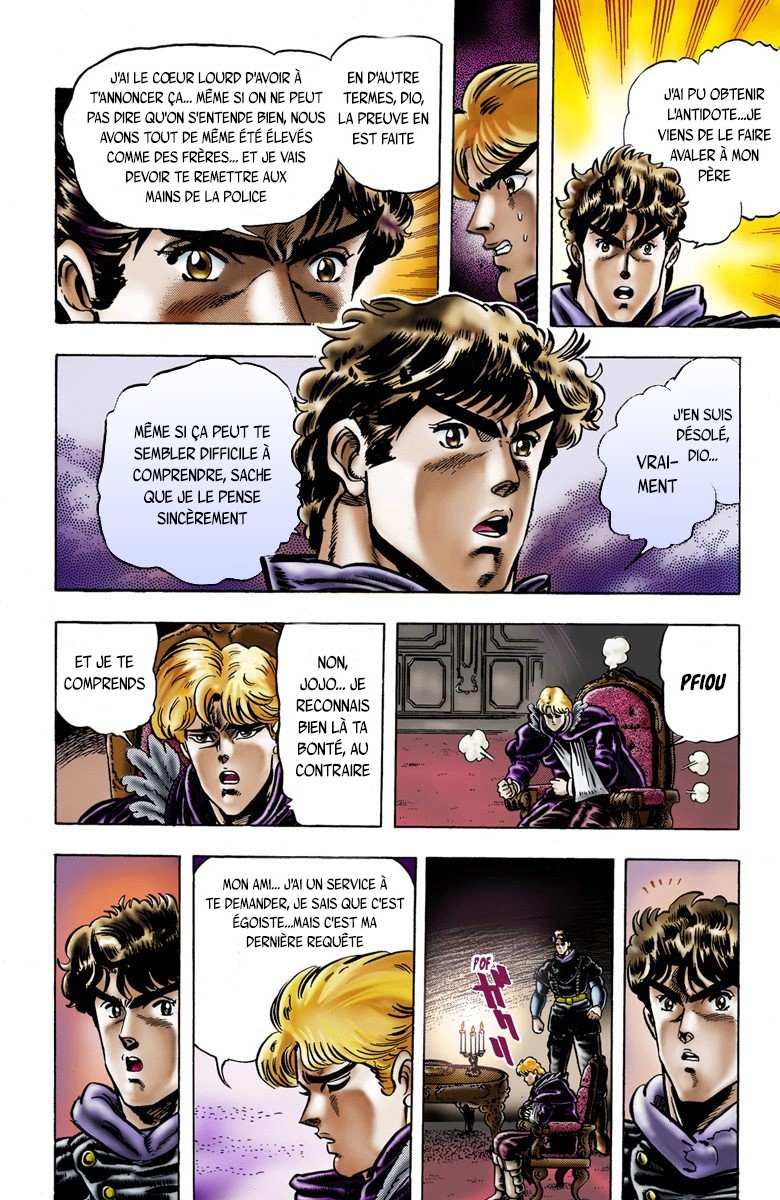 J'AI PU OBTENIR
L'ANTIDOTE...JE
VIENS DE LE FAIRE
AVALER À MON
PÈRE
EN D'AUTRE
TERMES, DIO,
LA PREUVE EN
EST FAITE
J'AI LE CŒUR LOURD D'AVOIR À
T'ANNONCER ÇA... MÊME SI ON NE PEUT
PAS DIRE QU'ON S'ENTENDE BIEN, NOUS
AVONS TOUT DE MÊME ÉTÉ ÉLEVÉS
COMME DES FRÈRES... ET JE VAIS
DEVOIR TE REMETTRE AUX
MAINS DE LA POLICE
J'EN SUIS
DÉSOLÉ,
DIO...
VRAI-
MENT
MÊME SI ÇA PEUT TE
SEMBLER DIFFICILE À
COMPRENDRE, SACHE
QUE JE LE PENSE
SINCÈREMENT
PFIOU
NON,
JOJO... JE
RECONNAIS
BIEN LÀ TA
BONTÉ, AU
CONTRAIRE
ET JE TE
COMPRENDS
POF
MON AMI... J'AI UN SERVICE À
TE DEMANDER, JE SAIS QUE C'EST
ÉGOISTE...MAIS C'EST MA
DERNIÈRE REQUÊTE